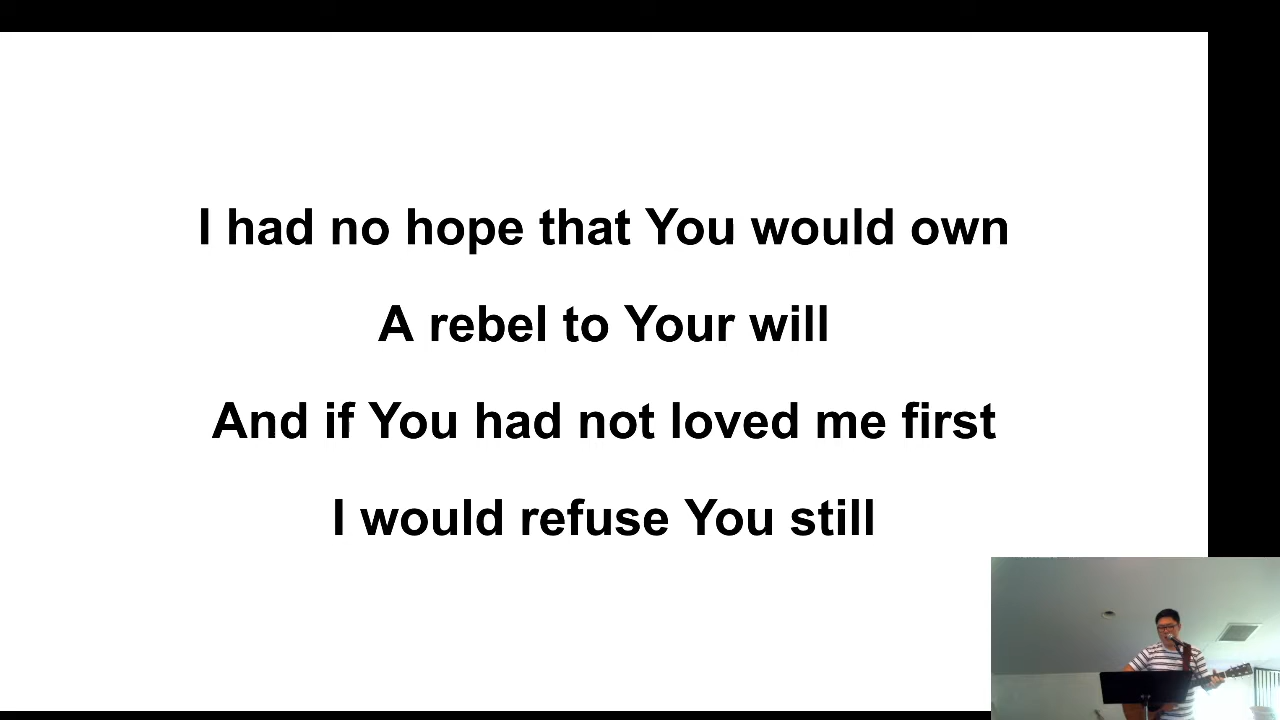 I had no hope that You would own
A rebel to Your will
And if You had not loved me first
I would refuse You still